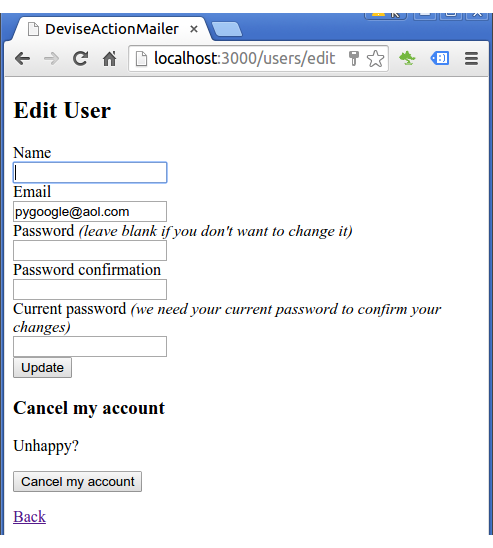 DeviseActionMailer ×
localhost:3000/users/edit
Edit User
Name
Email
pygoogle@aol.com
Password (leave blank if you don't want to change it)
Password confirmation
Current password (we need your current password to confirm your
changes)
Update
Cancel my account
Unhappy?
Cancel my account
Back